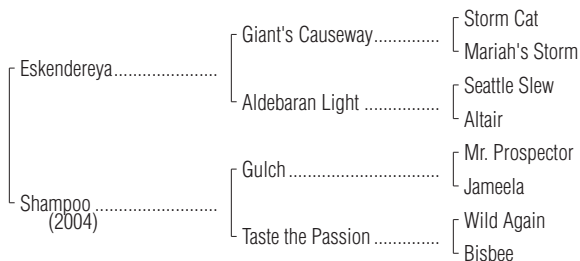 Storm Cat
Giant's Causeway...............
Mariah's Storm
Eskendereya.......................
Seattle Slew
Aldebaran Light ................
Altair
Mr. Prospector
Gulch ................................
Jameela
Shampoo ...........................
(2004)
Wild Again
Taste the Passion ..............
Bisbee